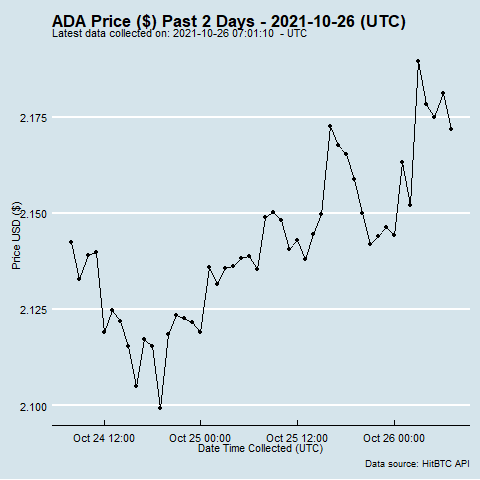 ADA Price ($) Past 2 Days - 2021-10-26 (UTC)
Latest data collected on: 2021-10-26 07:01:10 - UTC
2.175
2.150
2.125
2.100
Price USD ($)
Oct 24 12:00 Oct 25 00:00 Oct 25 12:00 Oct 26 00:00
Date Time Collected (UTC)
Data source: HitBTC API